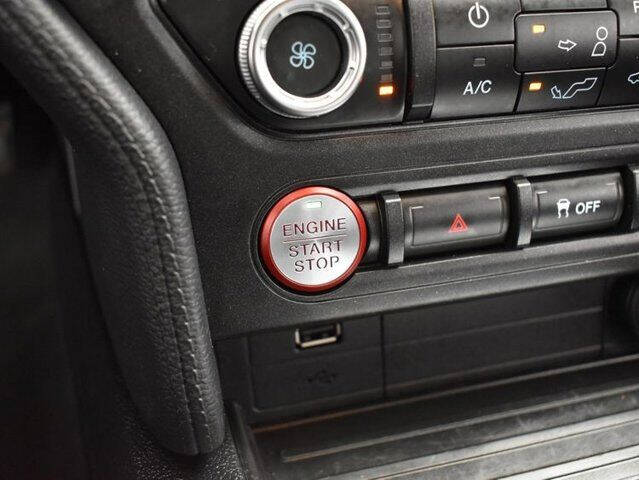 A/C
ENGINE
START
STOP
OFF